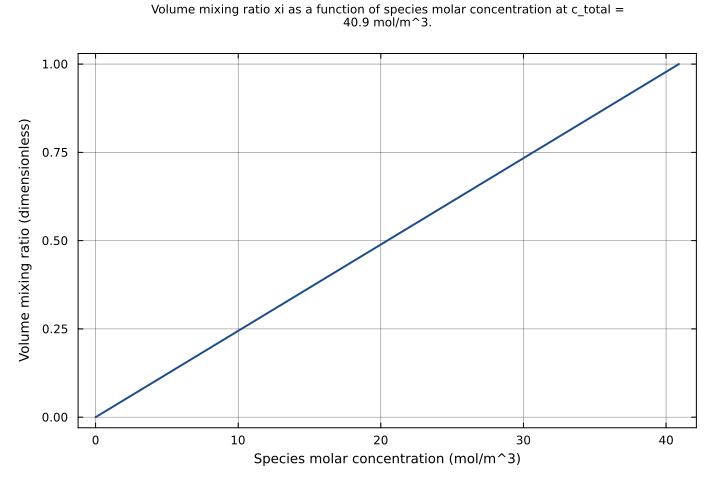 Volume mixing ratio xi as a function of species molar concentration at c_total =
40.9 mol/m^3.
Volume mixing ratio (dimensionless)
1.00
0.75
0.50
0.25
0.00
0 10 20 30 40
Species molar concentration (mol/m^3)